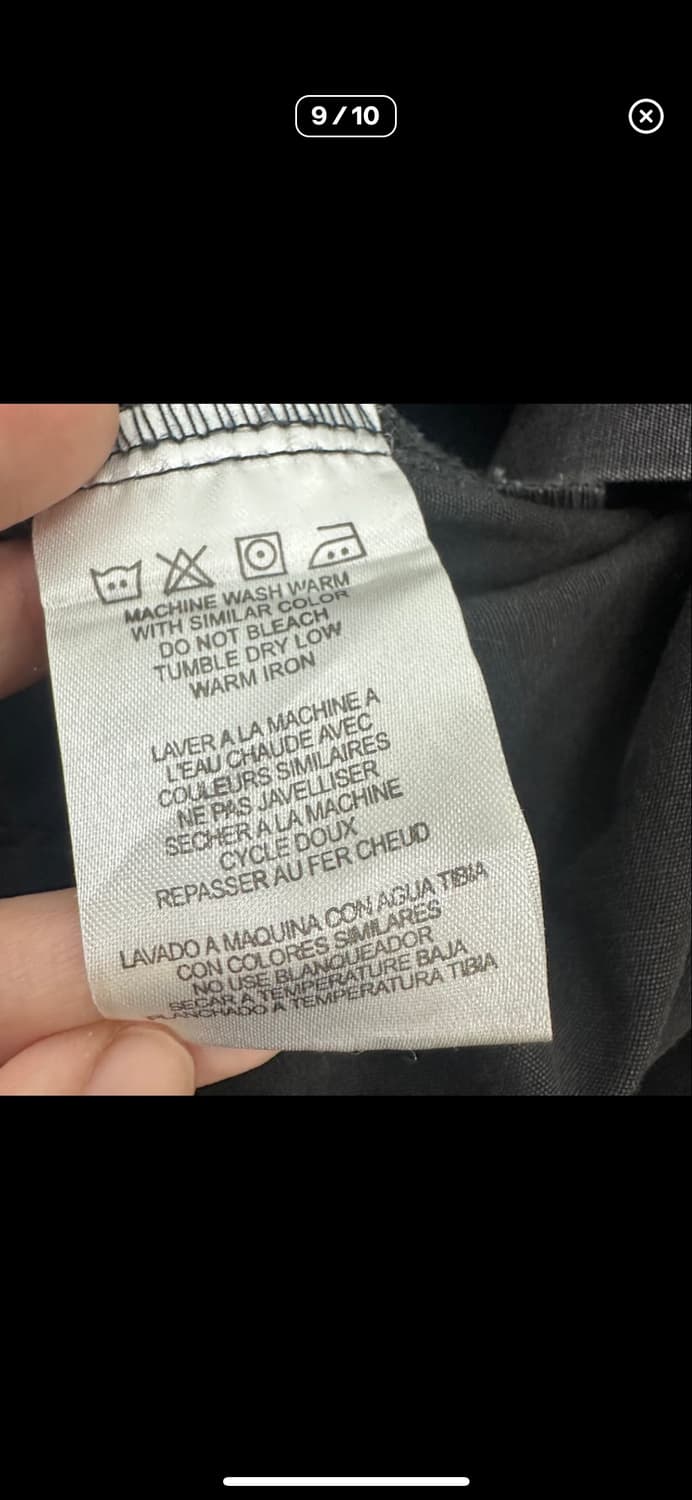 9/10
MACHINE WASH WARM
WITH SIMILAR COLOR
DO NOT BLEACH
TUMBLE DRY LOW
WARM IRON
LAVER A LA MACHINE A
L'EAU CHAUDE AVEC
COULEURS SIMILAIRES
NE PAS JAVELLISER
SECHER A LA MACHINE
CYCLE DOUX
REPASSER AU FER CHEUD
LAVADO A MAQUINA CON AGUA TIBIA
CON COLORES SIMILARES
NO USE BLANQUEADOR
SECAR A TEMPERATURE BAJA
PLANCHADO A TEMPERATURA TIBIA